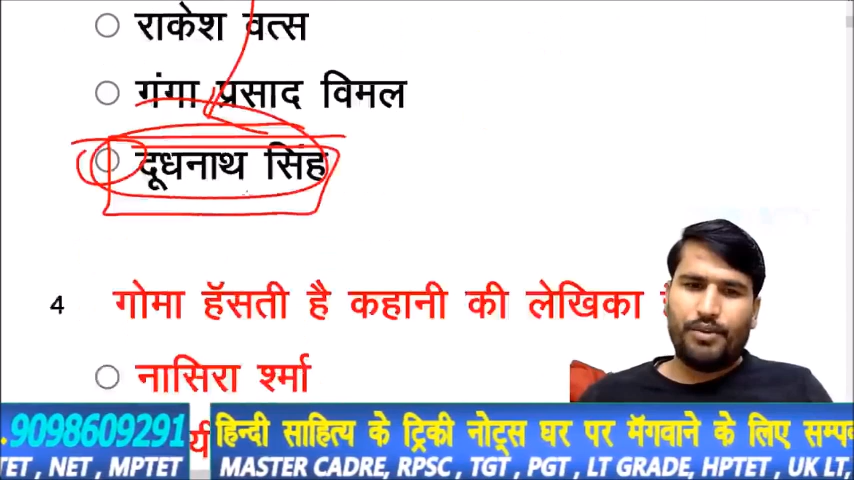 राकेश वत्स
गंगा प्रसाद विमल
दूधनाथ सिंह
4 गोमा हॅसती है कहानी की लेखिका
नासिरा श्मा
.9098609291 हिन्दी साहित्य के ट्रिकी नोट्स घर पर मॅगवाने के लिए सम्पक
TET , NET , MPTET MASTER CADRE, RPSC , TGT , PGT , LT GRADE, HPTET , UK LT,